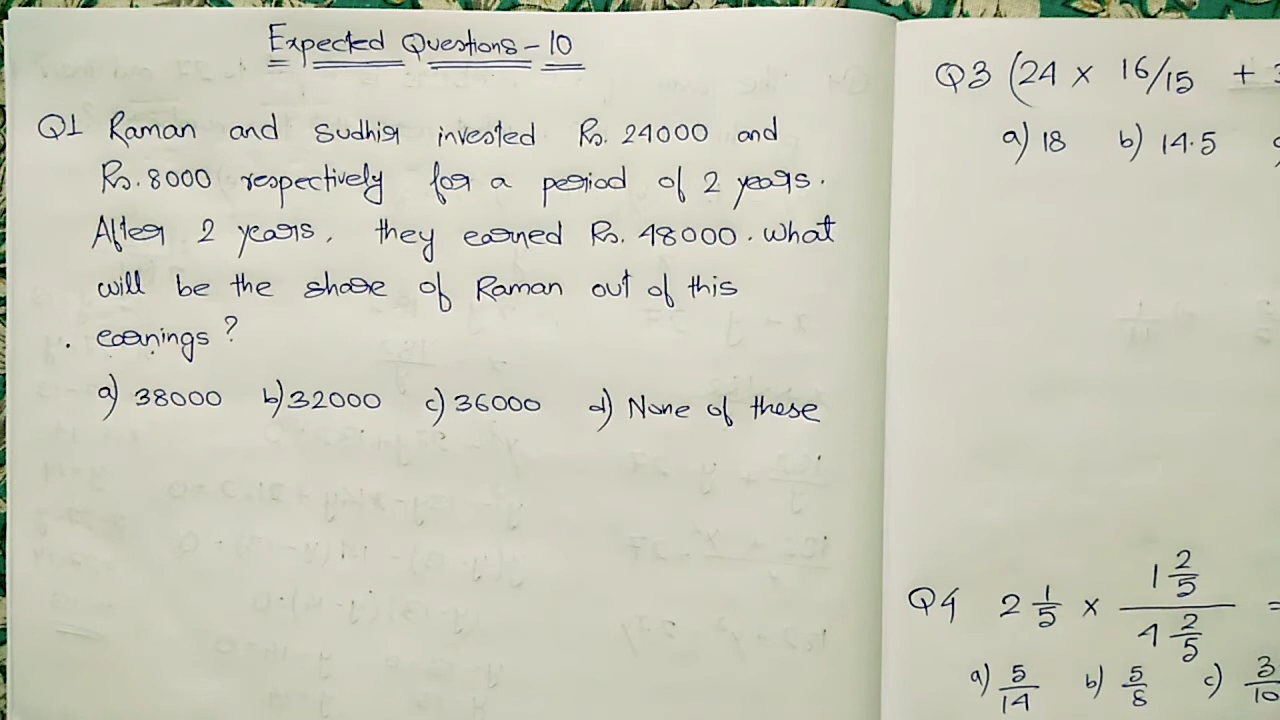 Expected Questions - 10
Q1 Raman and Sudhir invested Rs. 24000 and
Rs. 8000 respectively for a period of 2 years.
After 2 years, they earned Rs. 48000. What
will be the share of Raman out of this
earnings?
a) 38000 b) 32000 c) 36000 d) None of these
Q3 (24 × 16/15 +
a) 18 b) 14.5
Q4 2 1/5 × 1 2/5 / 4 2/5 =
a) 5/14 b) 5/8 c) 3/10